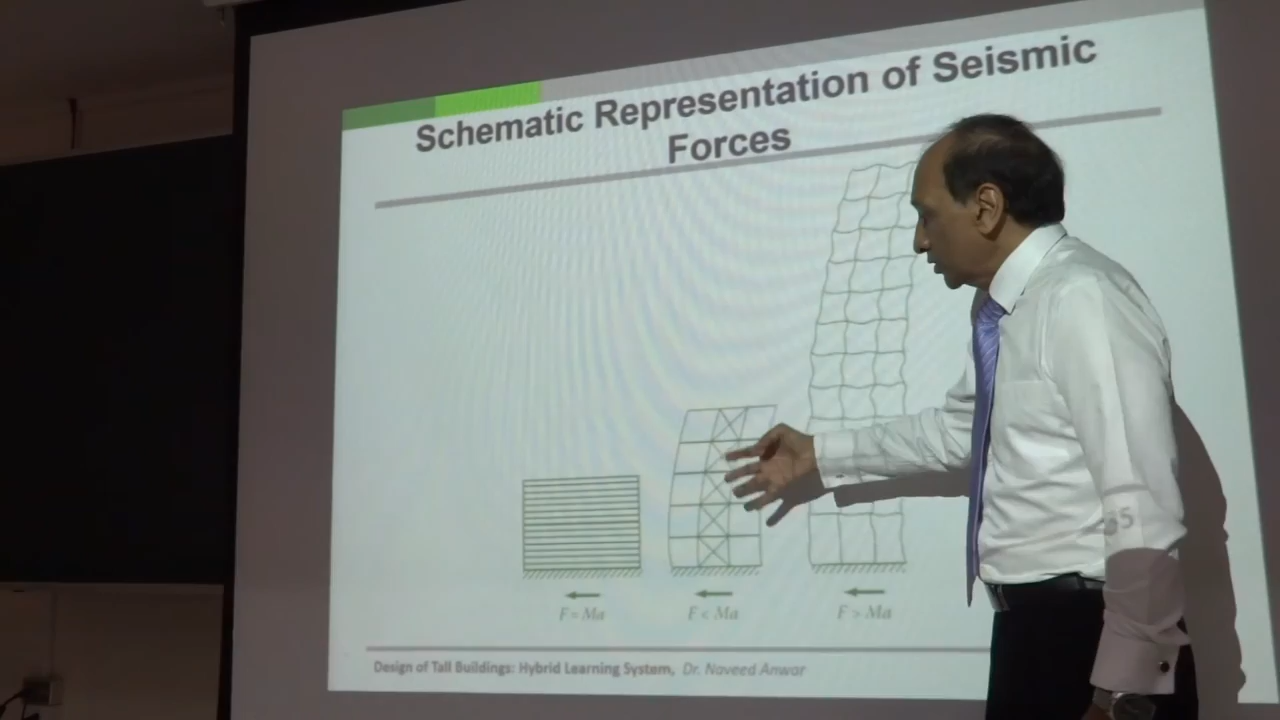 Schematic Representation of Seismic
Forces
F = Ma
F < Ma
F > Ma
Design of Tall Buildings: Hybrid Learning System, Dr. Naveed Anwar